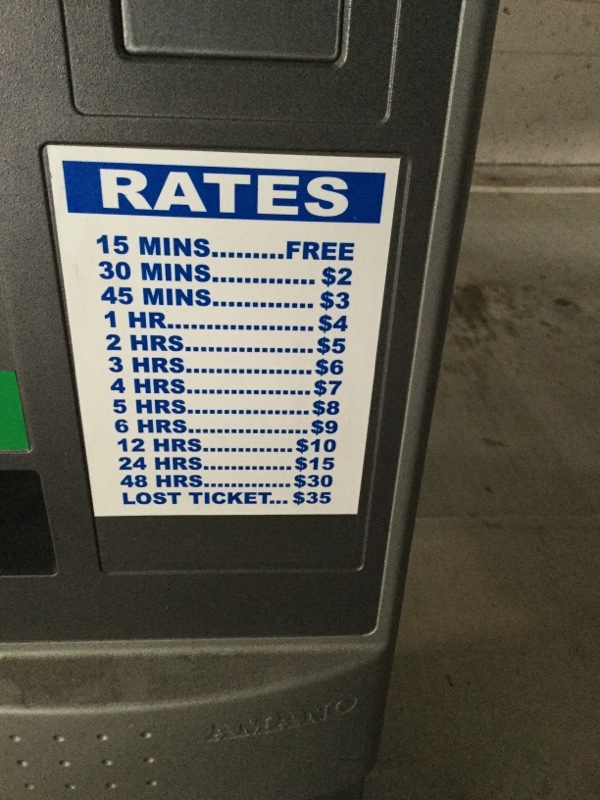 RATES
15 MINS.........FREE
30 MINS............. $2
45 MINS............. $3
1 HR...................... $4
2 HRS...................$5
3 HRS...................$6
4 HRS...................$7
5 HRS...................$8
6 HRS...................$9
12 HRS..............$10
24 HRS..............$15
48 HRS..............$30
LOST TICKET... $35
AMANO